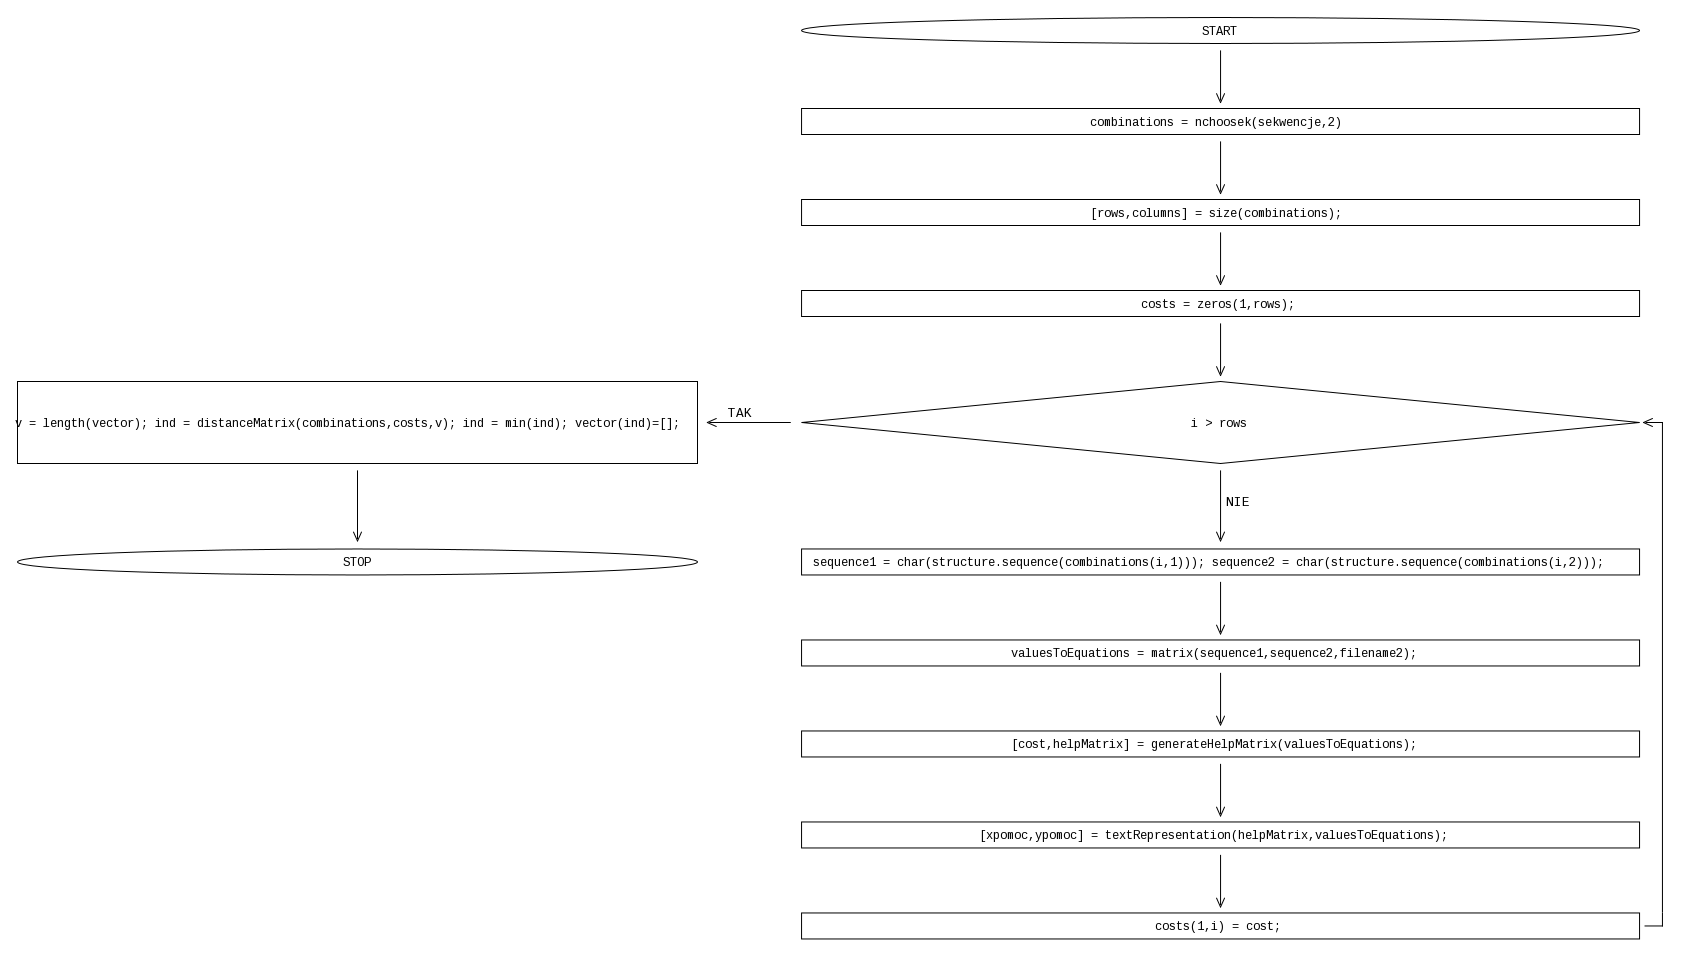 START
combinations = nchoosek(sekwencje,2)
[rows,columns] = size(combinations);
costs = zeros(1,rows);
i > rows
TAK
v = length(vector); ind = distanceMatrix(combinations,costs,v); ind = min(ind); vector(ind)=[];
STOP
NIE
sequence1 = char(structure.sequence(combinations(i,1))); sequence2 = char(structure.sequence(combinations(i,2)));
valuesToEquations = matrix(sequence1,sequence2,filename2);
[cost,helpMatrix] = generateHelpMatrix(valuesToEquations);
[xpomoc,ypomoc] = textRepresentation(helpMatrix,valuesToEquations);
costs(1,i) = cost;